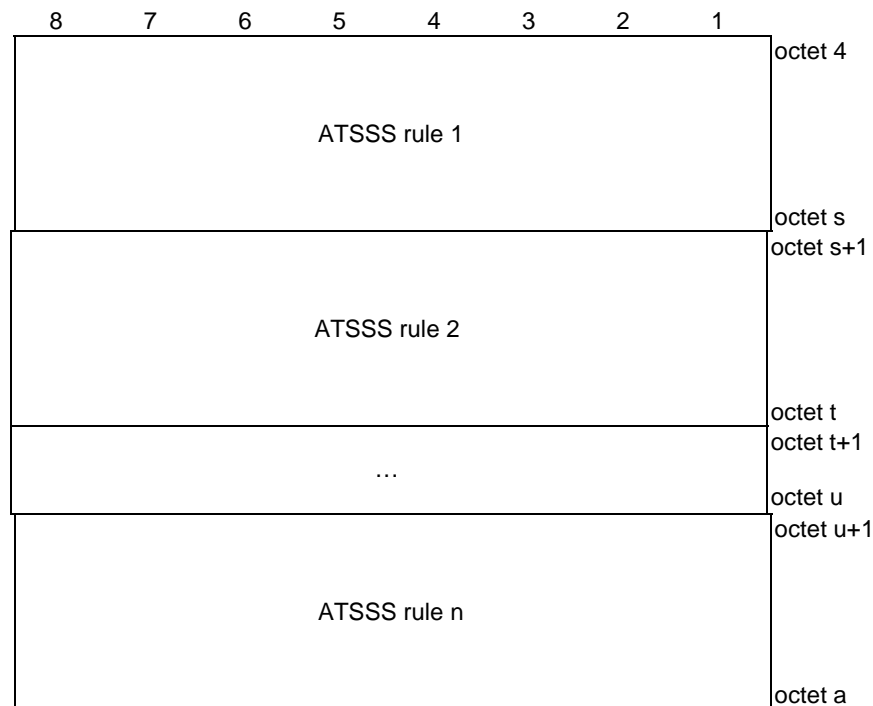 8 7 6 5 4 3 2 1
octet 4
ATSSS rule 1
octet s
octet s+1
ATSSS rule 2
octet t
octet t+1
…
octet u
octet u+1
ATSSS rule n
octet a